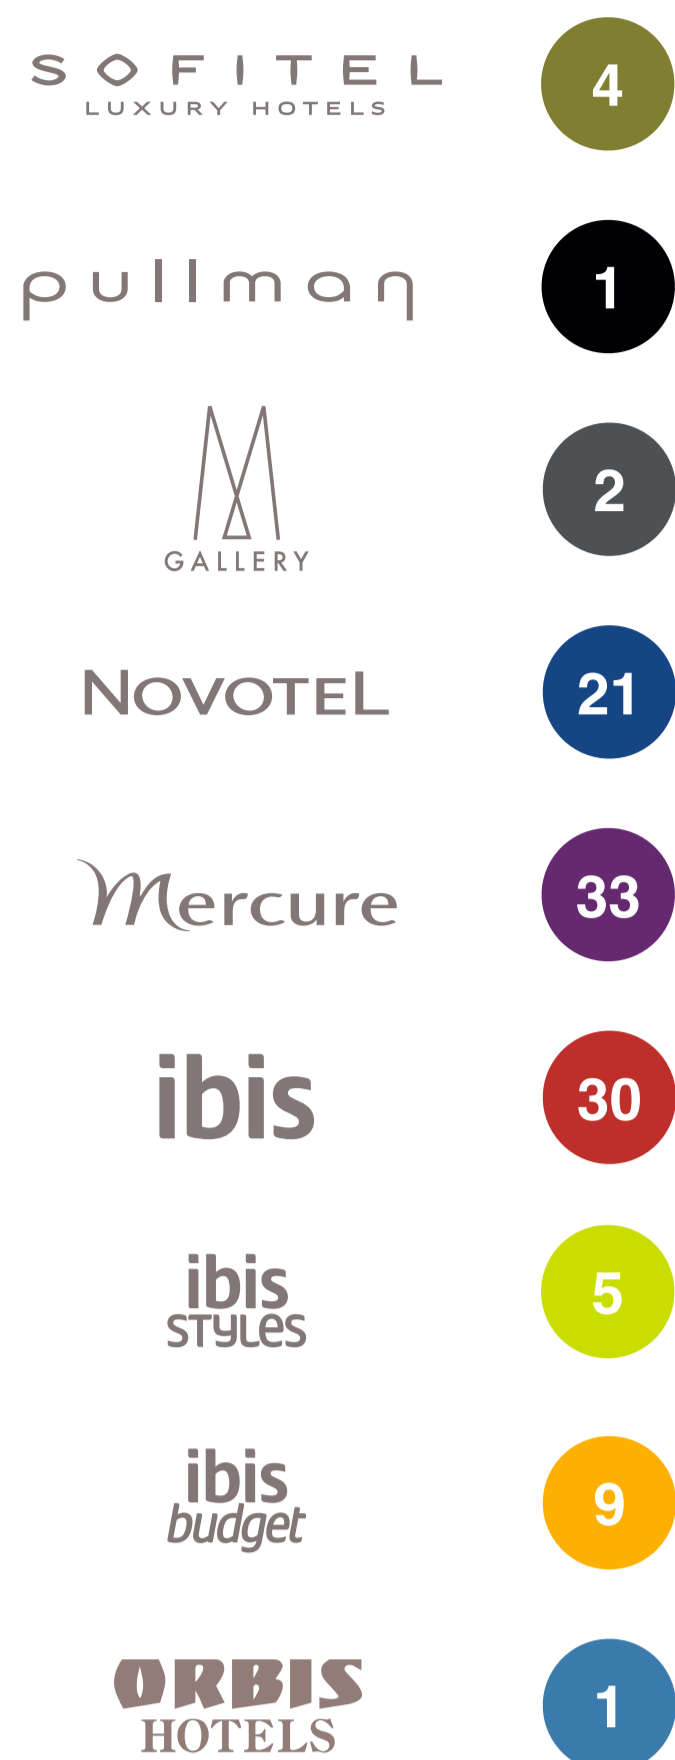 SOFITEL
LUXURY HOTELS
4
pullman
1
M
GALLERY
2
NOVOTEL
21
Mercure
33
ibis
30
ibis
STYLES
5
ibis
budget
9
ORBIS
HOTELS
1